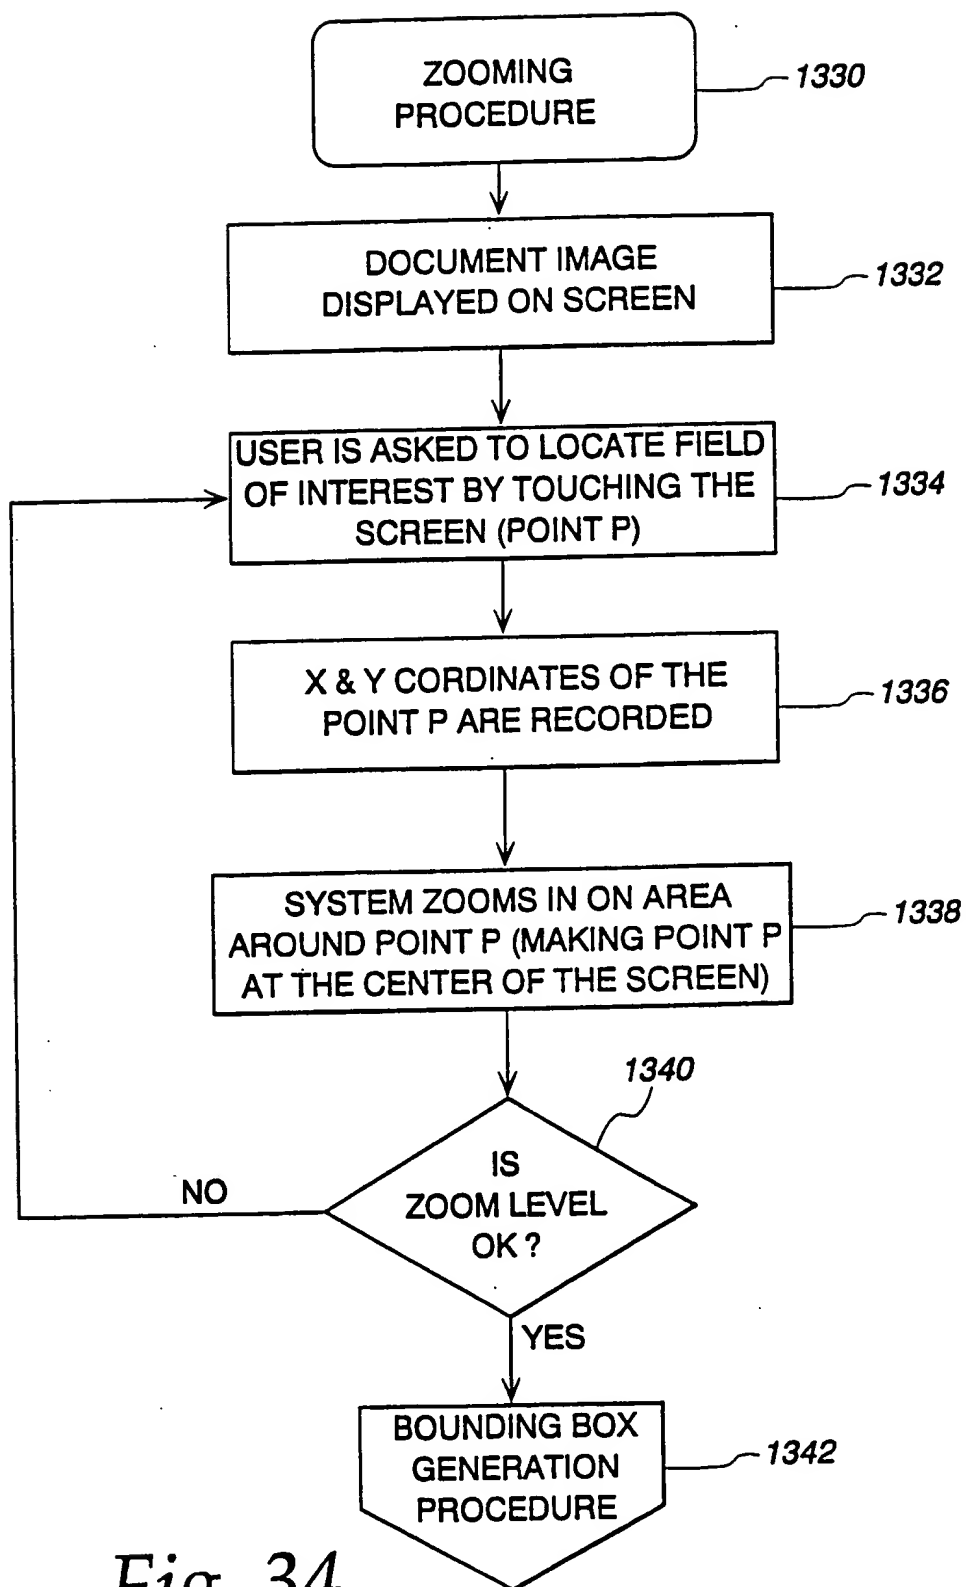 ZOOMING
PROCEDURE
1330
DOCUMENT IMAGE
DISPLAYED ON SCREEN
1332
USER IS ASKED TO LOCATE FIELD
OF INTEREST BY TOUCHING THE
SCREEN (POINT P)
1334
X & Y CORDINATES OF THE
POINT P ARE RECORDED
1336
SYSTEM ZOOMS IN ON AREA
AROUND POINT P (MAKING POINT P
AT THE CENTER OF THE SCREEN)
1338
1340
IS
ZOOM LEVEL
OK ?
NO
YES
BOUNDING BOX
GENERATION
PROCEDURE
1342
Fig. 34